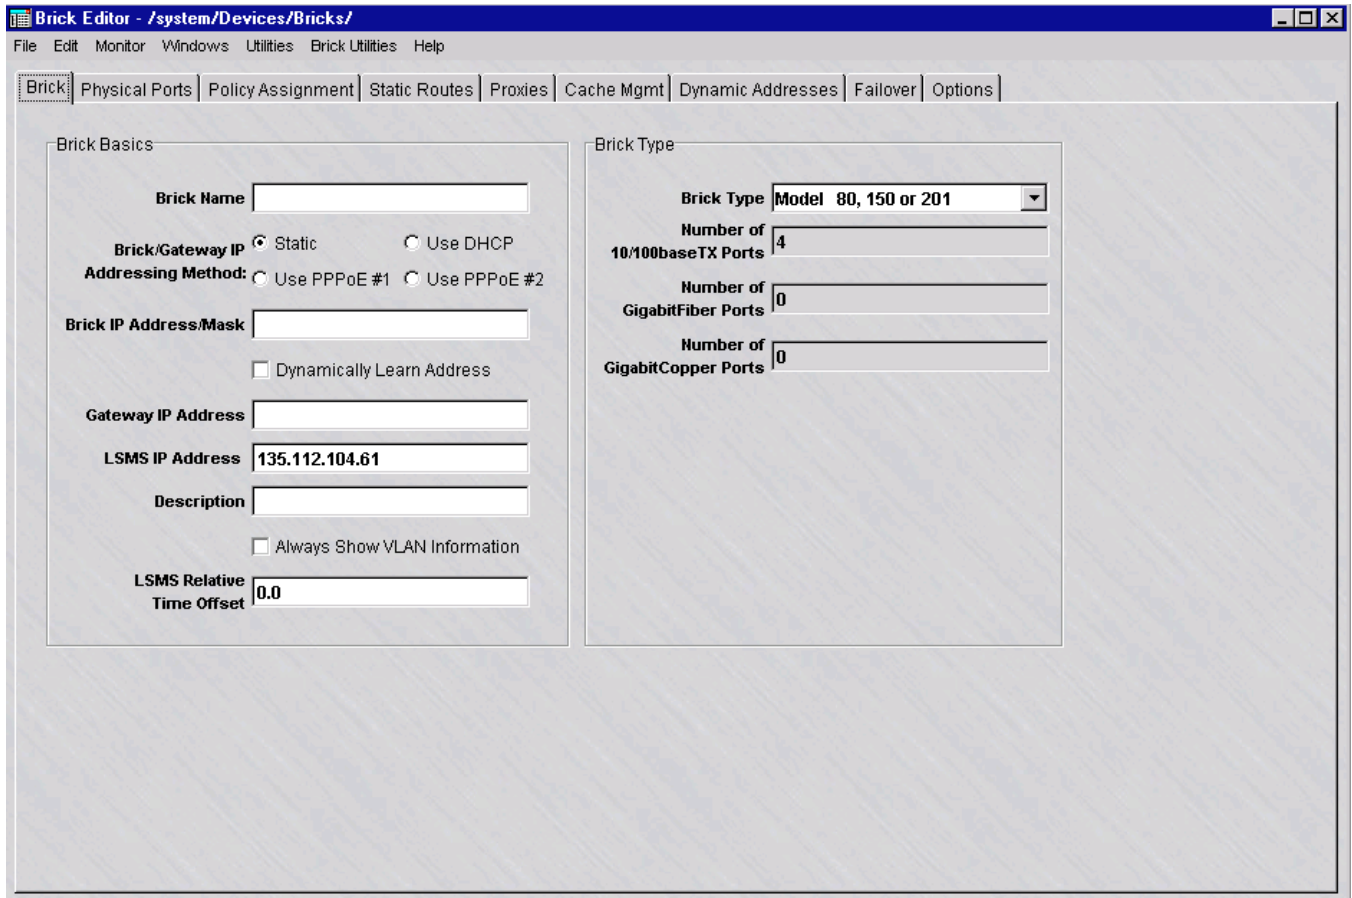 Brick Editor - /system/Devices/Bricks/
File Edit Monitor Windows Utilities Brick Utilities Help
Brick Physical Ports Policy Assignment Static Routes Proxies Cache Mgmt Dynamic Addresses Failover Options
Brick Basics
Brick Name
Brick/Gateway IP
Addressing Method:
Static Use DHCP
Use PPPoE #1 Use PPPoE #2
Brick IP Address/Mask
Dynamically Learn Address
Gateway IP Address
LSMS IP Address 135.112.104.61
Description
Always Show VLAN Information
LSMS Relative
Time Offset 0.0
Brick Type
Brick Type Model 80, 150 or 201
Number of
10/100baseTX Ports 4
Number of
GigabitFiber Ports 0
Number of
GigabitCopper Ports 0